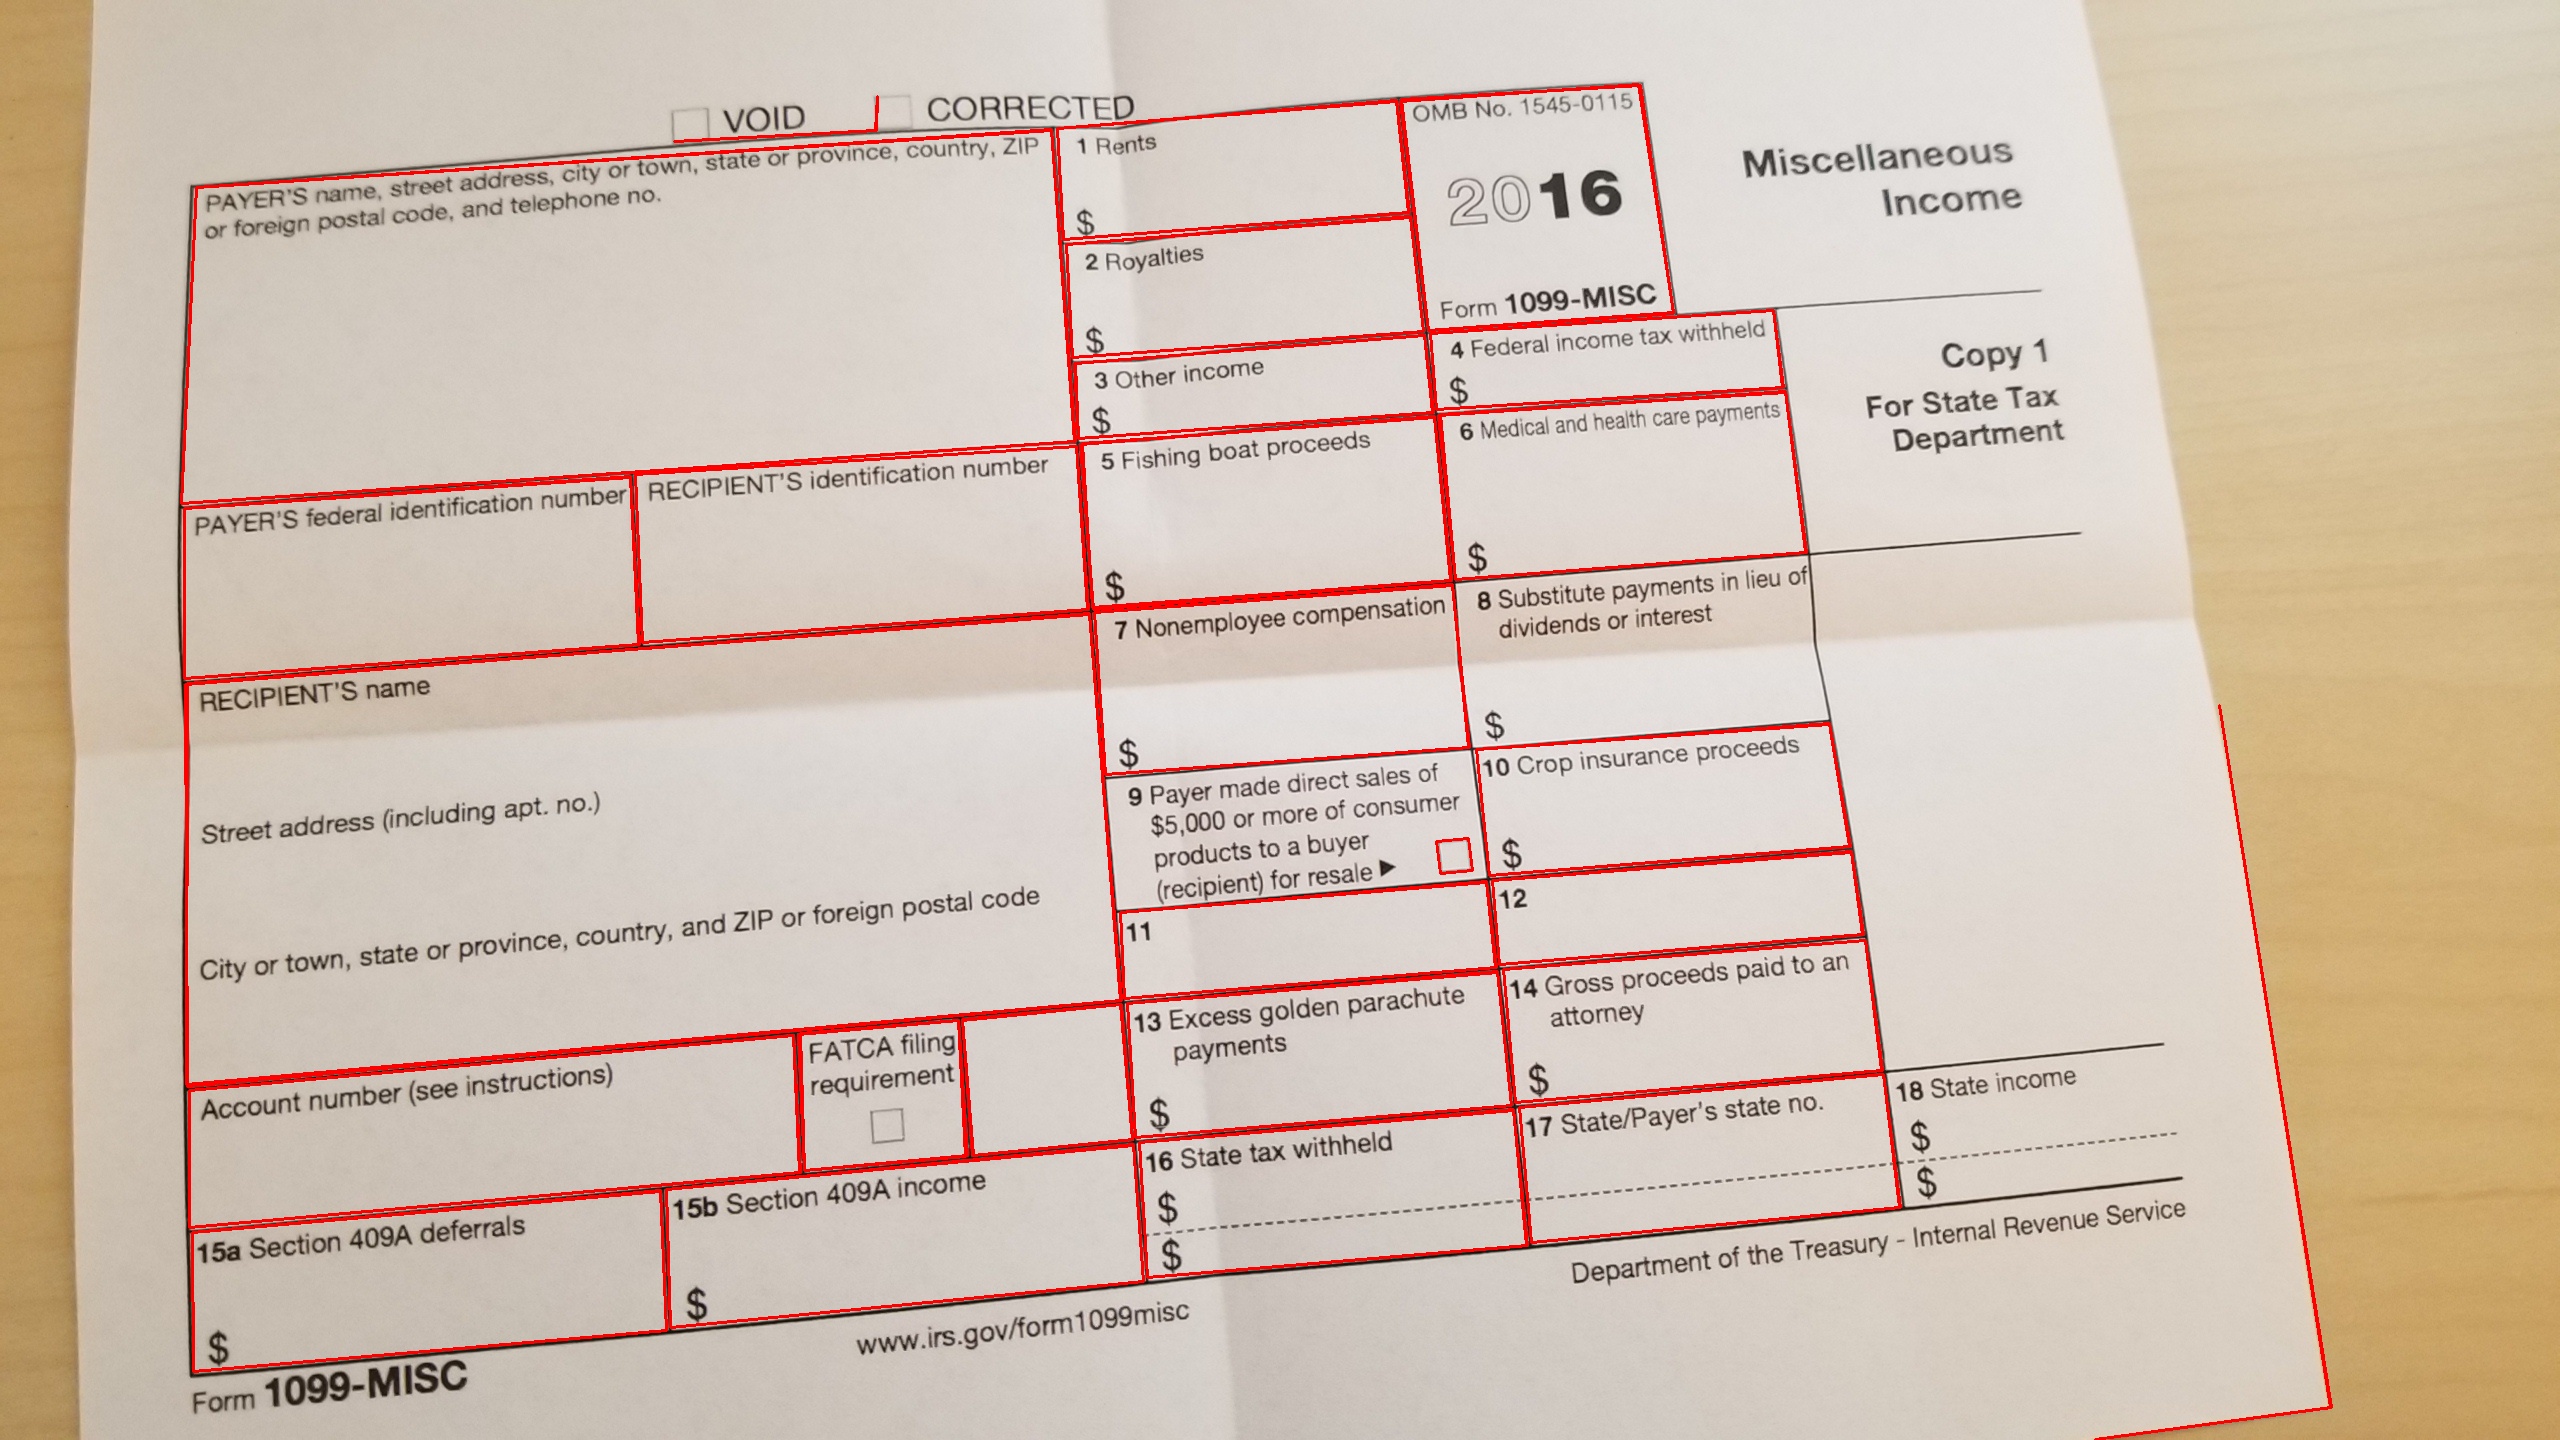 VOID CORRECTED
PAYER'S name, street address, city or town, state or province, country, ZIP
or foreign postal code, and telephone no.
1 Rents
$
OMB No. 1545-0115
2016
Form 1099-MISC
Miscellaneous
Income
2 Royalties
$
3 Other income
$
4 Federal income tax withheld
$
Copy 1
For State Tax
Department
PAYER'S federal identification number
RECIPIENT'S identification number
5 Fishing boat proceeds
$
6 Medical and health care payments
$
RECIPIENT'S name
7 Nonemployee compensation
$
8 Substitute payments in lieu of
dividends or interest
$
Street address (including apt. no.)
9 Payer made direct sales of
$5,000 or more of consumer
products to a buyer
(recipient) for resale ▶
10 Crop insurance proceeds
$
City or town, state or province, country, and ZIP or foreign postal code
11
12
Account number (see instructions)
FATCA filing
requirement
13 Excess golden parachute
payments
$
14 Gross proceeds paid to an
attorney
$
15a Section 409A deferrals
$
15b Section 409A income
$
16 State tax withheld
$
$
17 State/Payer's state no.
18 State income
$
$
Form 1099-MISC
www.irs.gov/form1099misc
Department of the Treasury - Internal Revenue Service